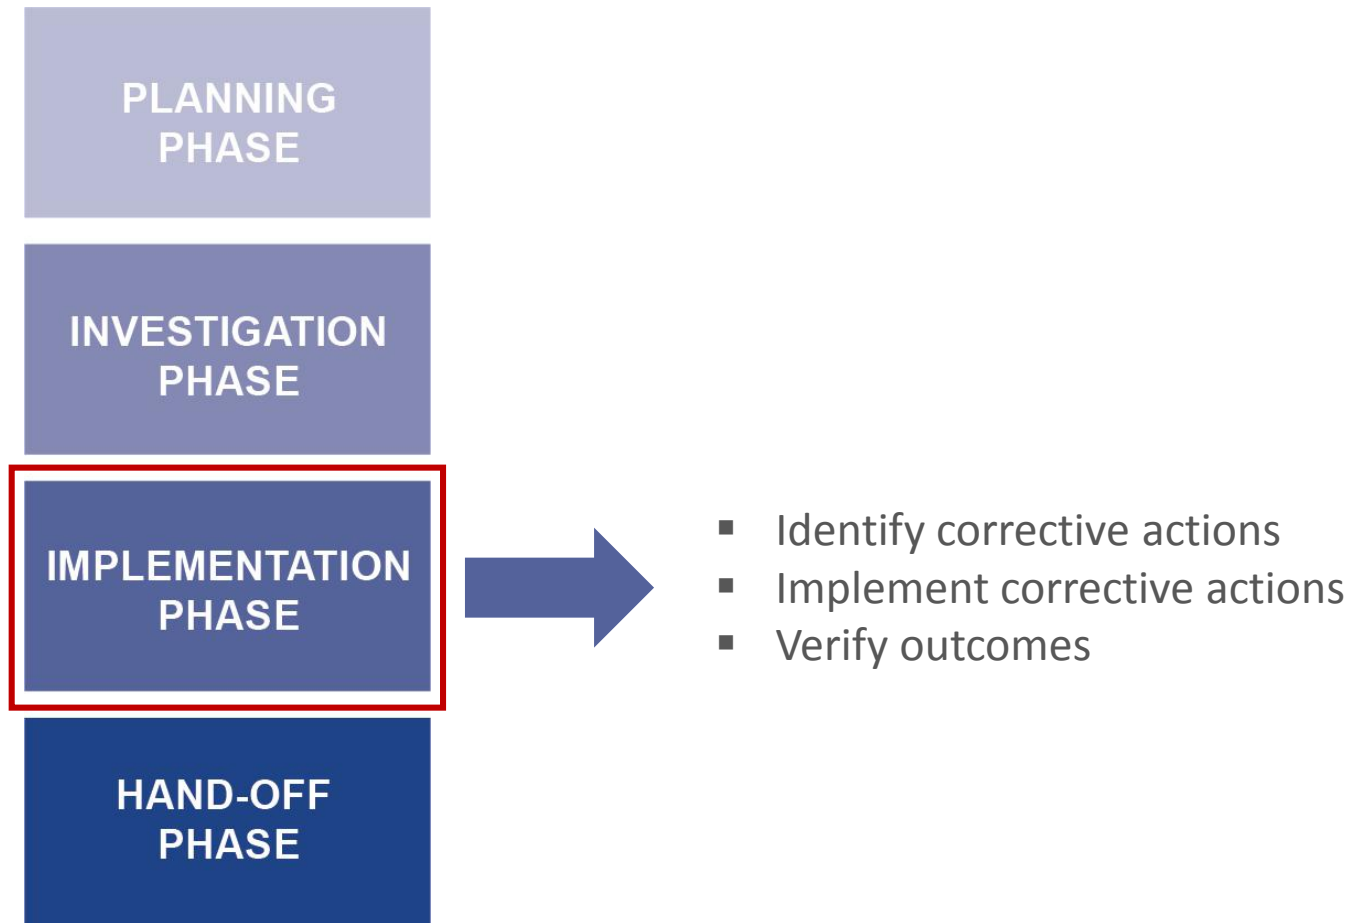 PLANNING
PHASE
INVESTIGATION
PHASE
IMPLEMENTATION
PHASE
▪ Identify corrective actions
▪ Implement corrective actions
▪ Verify outcomes
HAND-OFF
PHASE